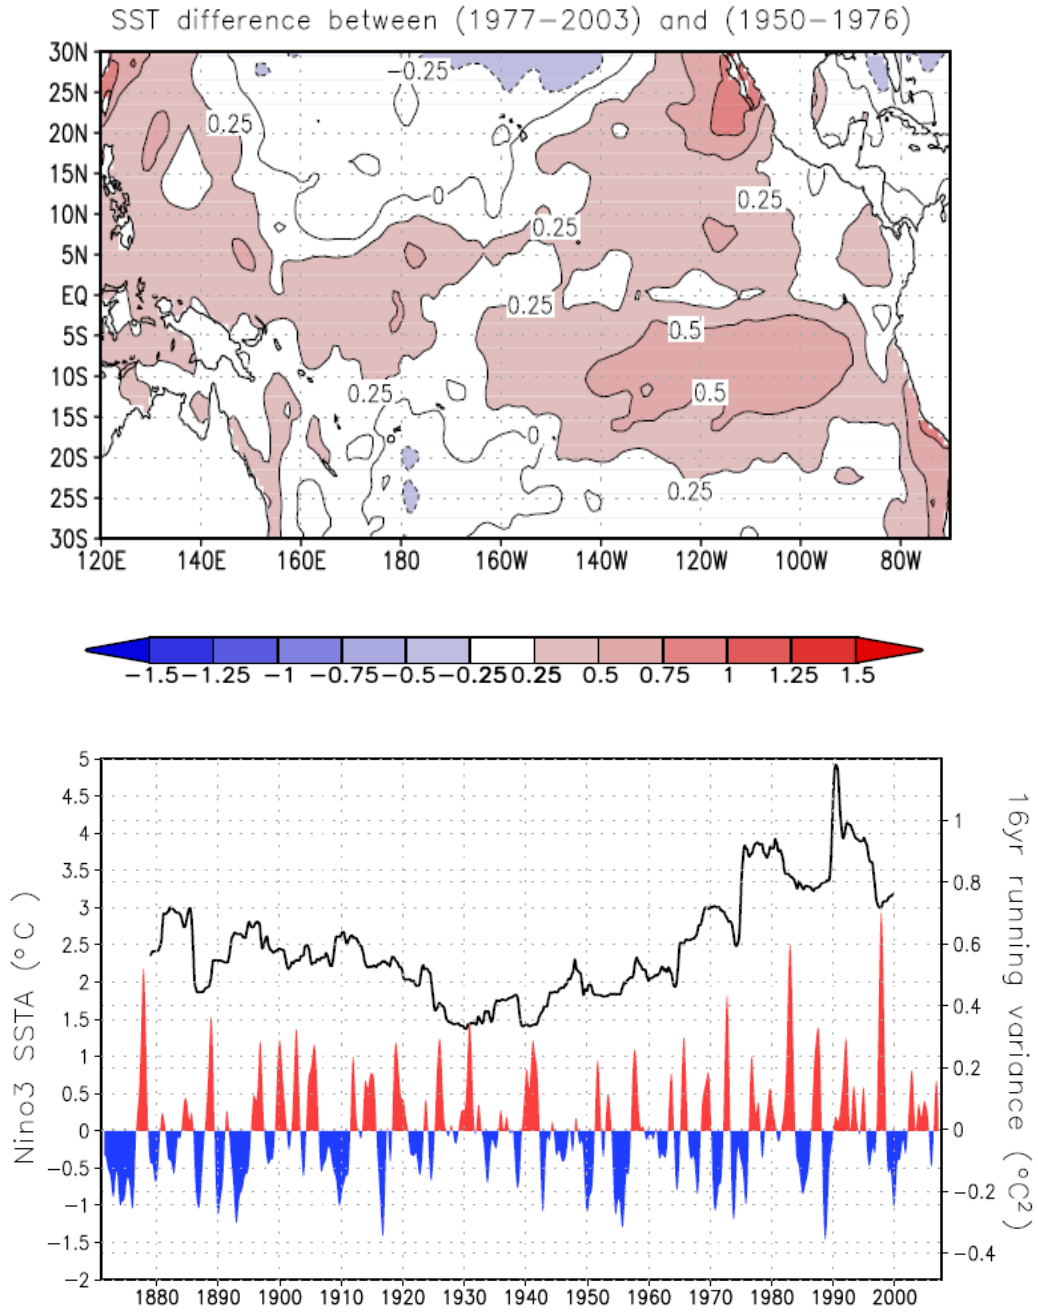 SST difference between (1977-2003) and (1950-1976)
30N
25N
20N
15N
10N
5N
EQ
5S
10S
15S
20S
25S
30S
-0.25
0.25
0
0.25
0.25
0.25
0.5
0.5
0.25
0
0.25
120E 140E 160E 180 160W 140W 120W 100W 80W
-1.5 -1.25 -1 -0.75 -0.5 -0.25 0.25 0.5 0.75 1 1.25 1.5
Nino3 SSTA (°C )
5
4.5
4
3.5
3
2.5
2
1.5
1
0.5
0
-0.5
-1
-1.5
-2
1
0.8
0.6
0.4
0.2
0
-0.2
-0.4
16yr running variance (°C²)
1880 1890 1900 1910 1920 1930 1940 1950 1960 1970 1980 1990 2000